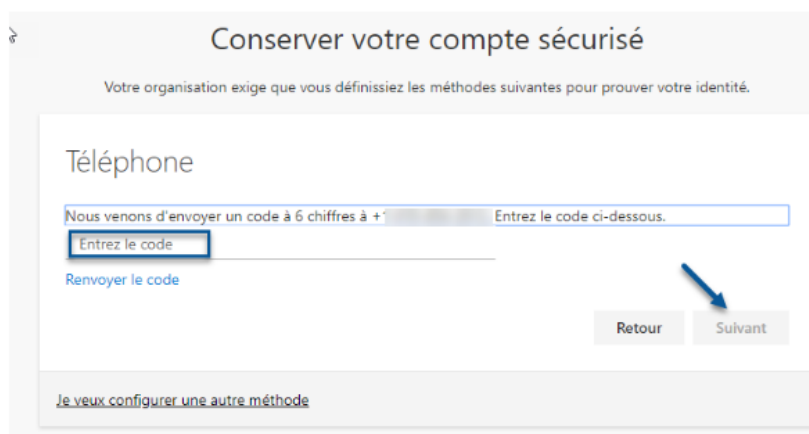 Conserver votre compte sécurisé
Votre organisation exige que vous définissiez les méthodes suivantes pour prouver votre identité.
Téléphone
Nous venons d'envoyer un code à 6 chiffres à + Entrez le code ci-dessous.
Entrez le code
Renvoyer le code
Retour Suivant
Je veux configurer une autre méthode